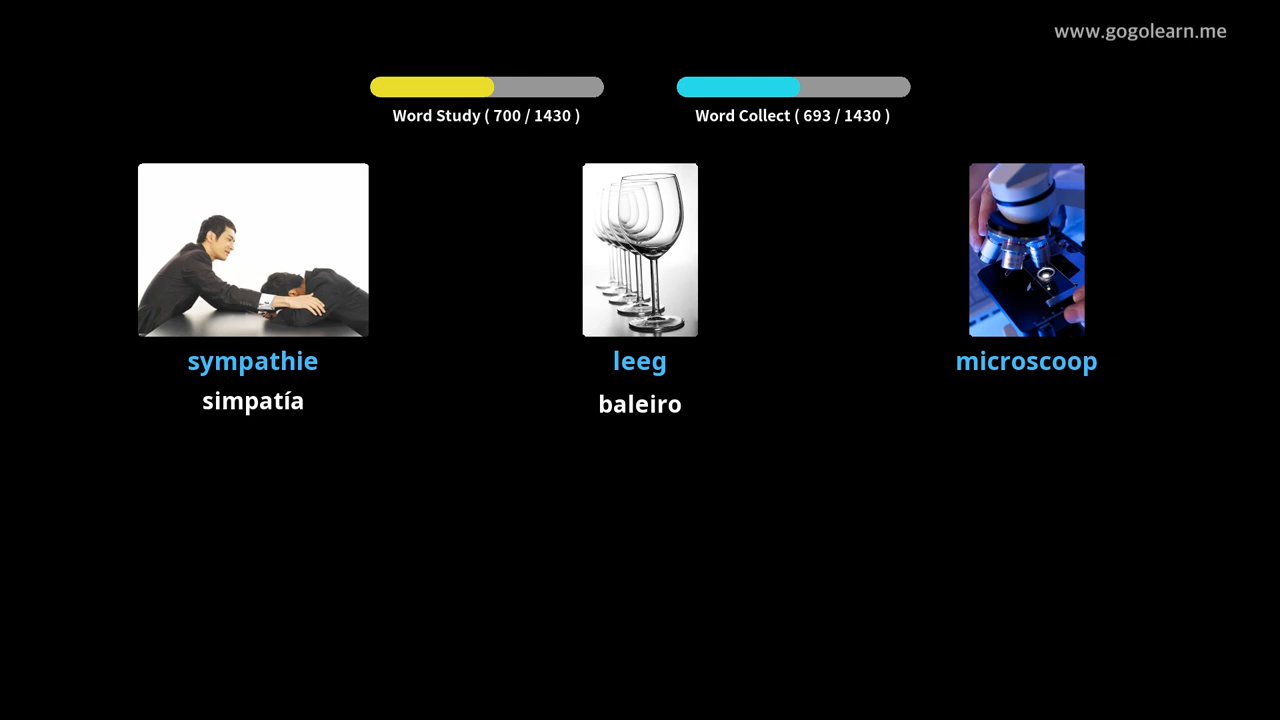 www.gogolearn.me
Word Study ( 700 / 1430 )
Word Collect ( 693 / 1430 )
sympathie
simpatía
leeg
baleiro
microscoop